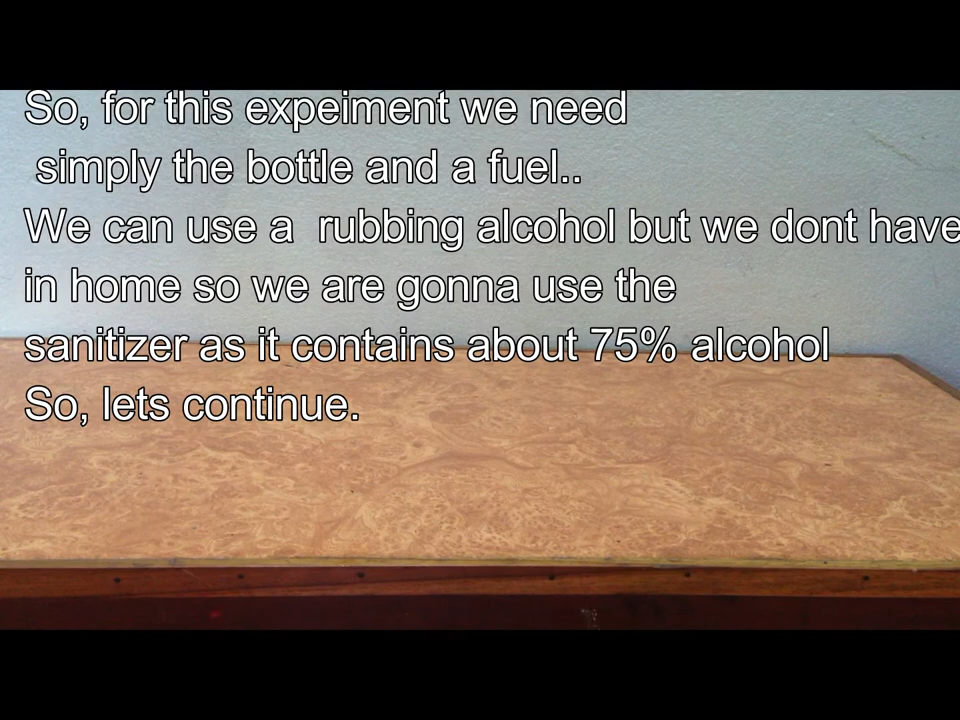 So, for this expeiment we need
simply the bottle and a fuel..
We can use a rubbing alcohol but we dont have
in home so we are gonna use the
sanitizer as it contains about 75% alcohol
So, lets continue.